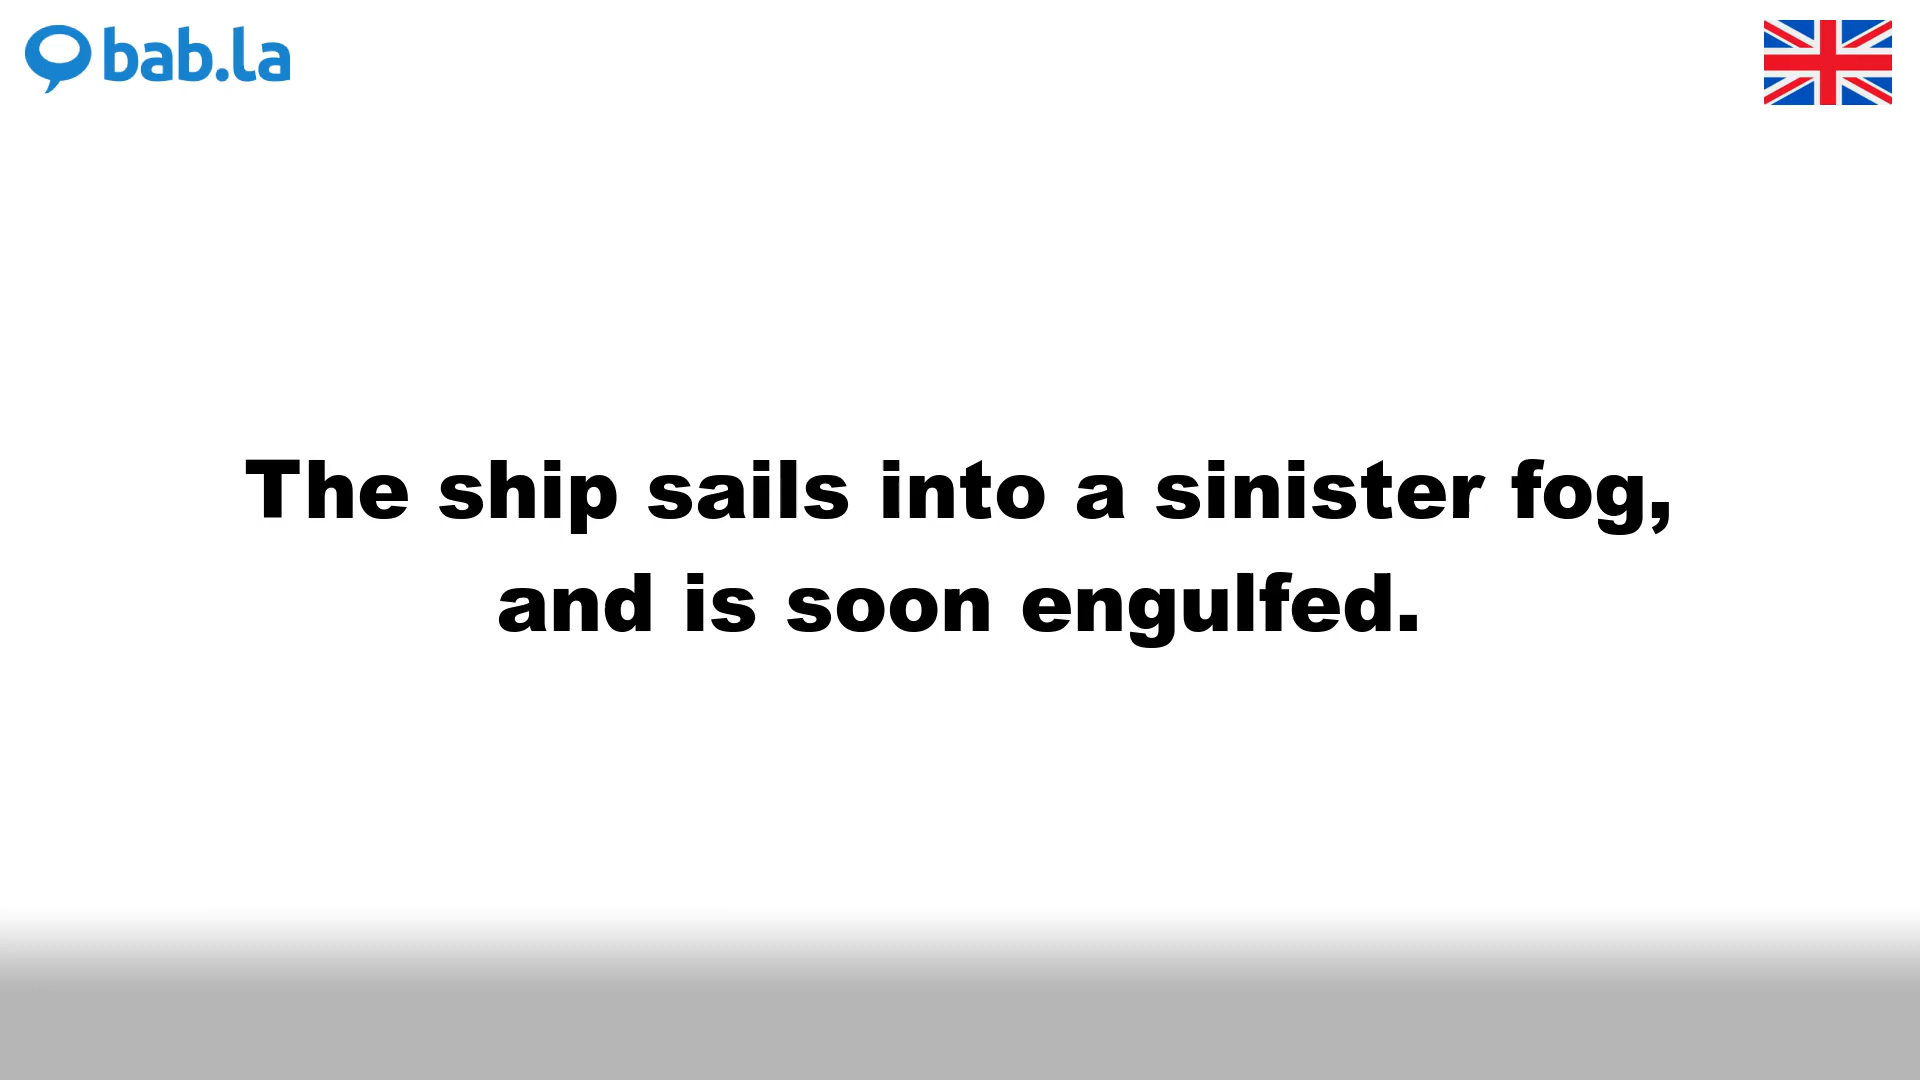 bab.la
The ship sails into a sinister fog,
and is soon engulfed.